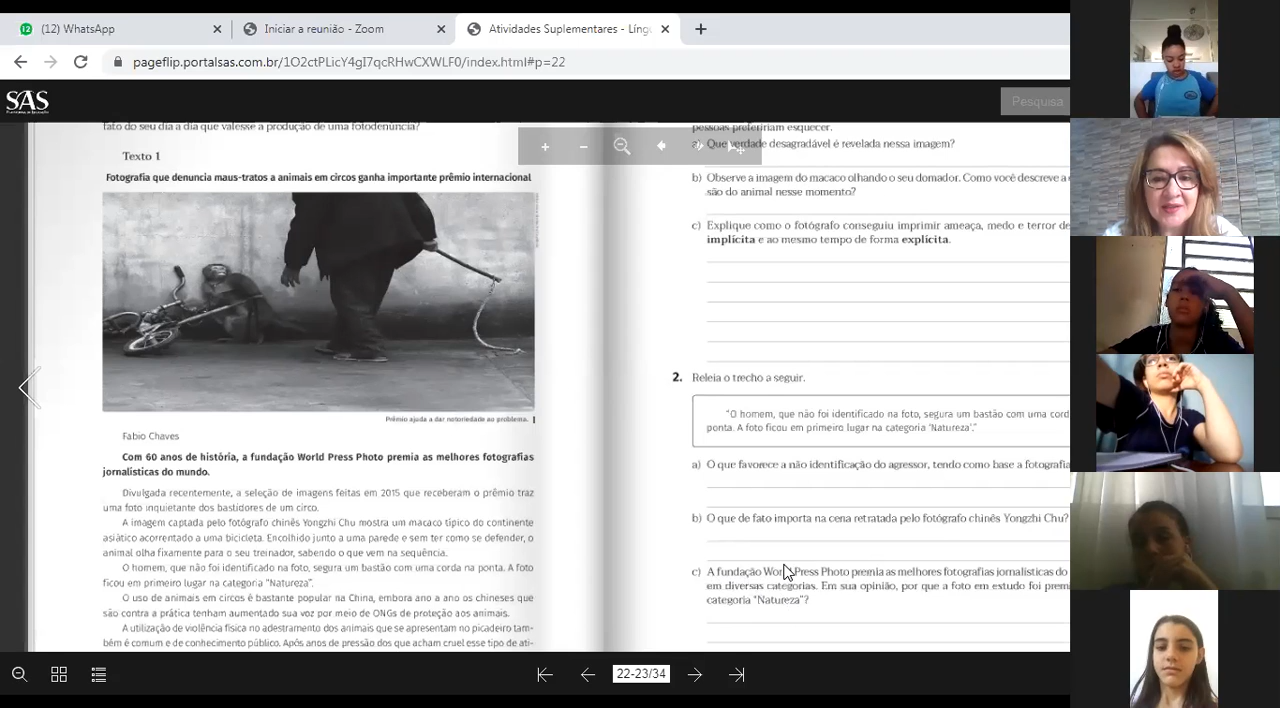 (12) WhatsApp
Iniciar a reunião - Zoom
Atividades Suplementares - Líng
pageflip.portalsas.com.br/1O2ctPLicY4gI7qcRHwCXWLF0/index.html#p=22
SAS
Pesquisa
fato do seu dia a dia que valesse a produção de uma fotodenúncia?
Texto 1
Fotografia que denuncia maus-tratos a animais em circos ganha importante prêmio internacional
Prêmio ajuda a dar notoriedade ao problema.
Fabio Chaves
Com 60 anos de história, a fundação World Press Photo premia as melhores fotografias
jornalísticas do mundo.
Divulgada recentemente, a seleção de imagens feitas em 2015 que receberam o prêmio traz
uma foto inquietante dos bastidores de um circo.
A imagem captada pelo fotógrafo chinês Yongzhi Chu mostra um macaco típico do continente
asiático acorrentado a uma bicicleta. Encolhido junto a uma parede e sem ter como se defender, o
animal olha fixamente para o seu treinador, sabendo o que vem na sequência.
O homem, que não foi identificado na foto, segura um bastão com uma corda na ponta. A foto
ficou em primeiro lugar na categoria "Natureza".
O uso de animais em circos é bastante popular na China, embora ano a ano os chineses que
são contra a prática tenham aumentado sua voz por meio de ONGs de proteção aos animais.
A utilização de violência física no adestramento dos animais que se apresentam no picadeiro tam-
bém é comum e de conhecimento público. Após anos de pressão dos que acham cruel esse tipo de ati-
pessoas prefeririam esquecer.
a) Que verdade desagradável é revelada nessa imagem?
b) Observe a imagem do macaco olhando o seu domador. Como você descreve a
são do animal nesse momento?
c) Explique como o fotógrafo conseguiu imprimir ameaça, medo e terror de
implícita e ao mesmo tempo de forma explícita.
2. Releia o trecho a seguir.
"O homem, que não foi identificado na foto, segura um bastão com uma cord
ponta. A foto ficou em primeiro lugar na categoria 'Natureza'."
a) O que favorece a não identificação do agressor, tendo como base a fotografia
b) O que de fato importa na cena retratada pelo fotógrafo chinês Yongzhi Chu?
c) A fundação World Press Photo premia as melhores fotografias jornalísticas do
em diversas categorias. Em sua opinião, por que a foto em estudo foi prem
categoria "Natureza"?
22-23/34